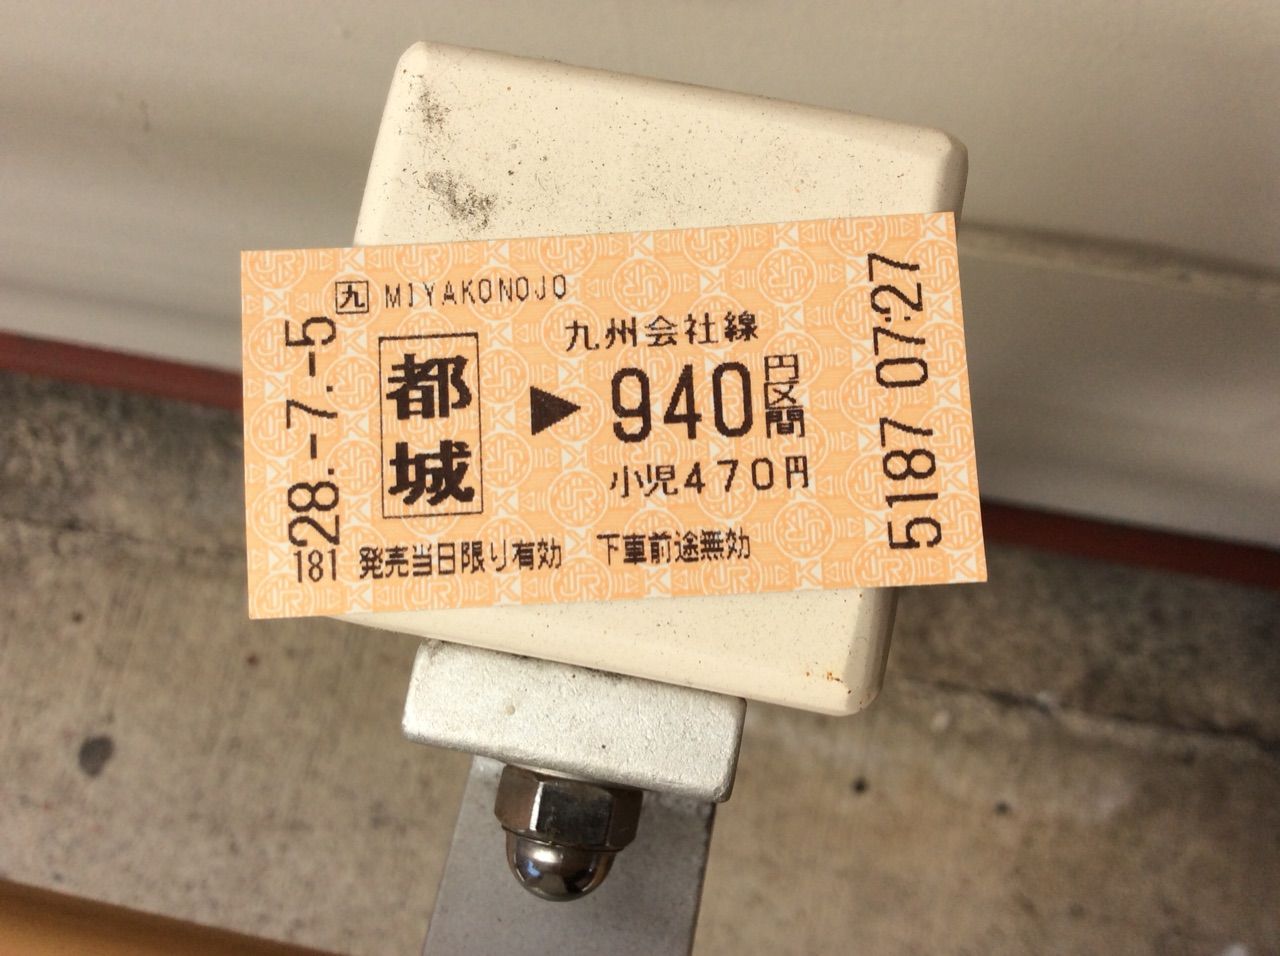 九 MIYAKONOJO
28.-7.-5
都城
九州会社線
▶ 940円区間
小児470円
5187 07:27
181 発売当日限り有効 下車前途無効